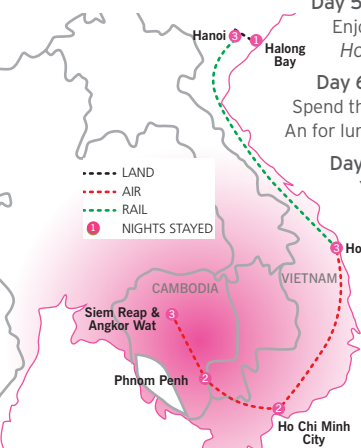 Day 5
Enjo
Ho
Day 6
Spend th
An for lun
Day
Hanoi 3
1
Halong
Bay
LAND
AIR
RAIL
1 NIGHTS STAYED
3 Ho
VIETNAM
CAMBODIA
Siem Reap &
Angkor Wat
3
Phnom Penh
2
2
Ho Chi Minh
City